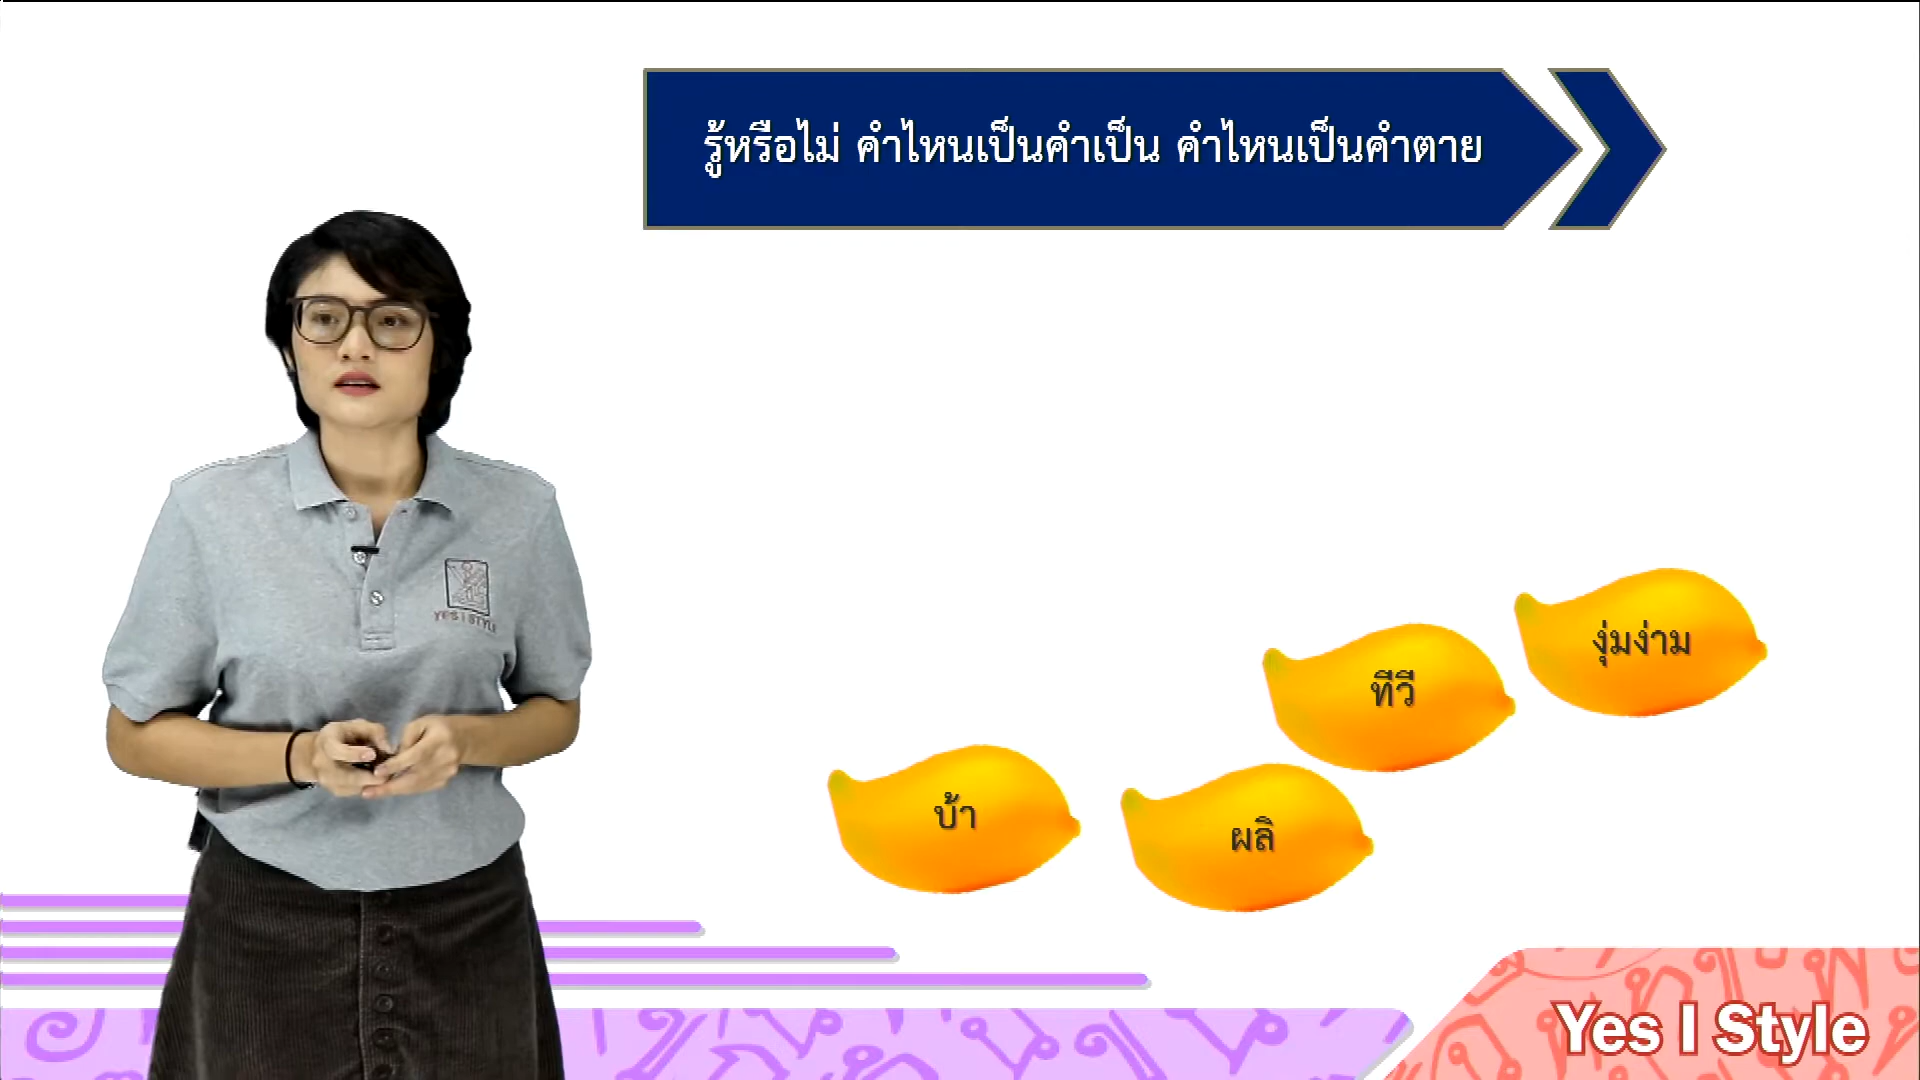 รู้หรือไม่ คำไหนเป็นคำเป็น คำไหนเป็นคำตาย
งุ่มง่าม
ทีวี
บ้า
ผลิ
YES I STYLE
Yes I Style